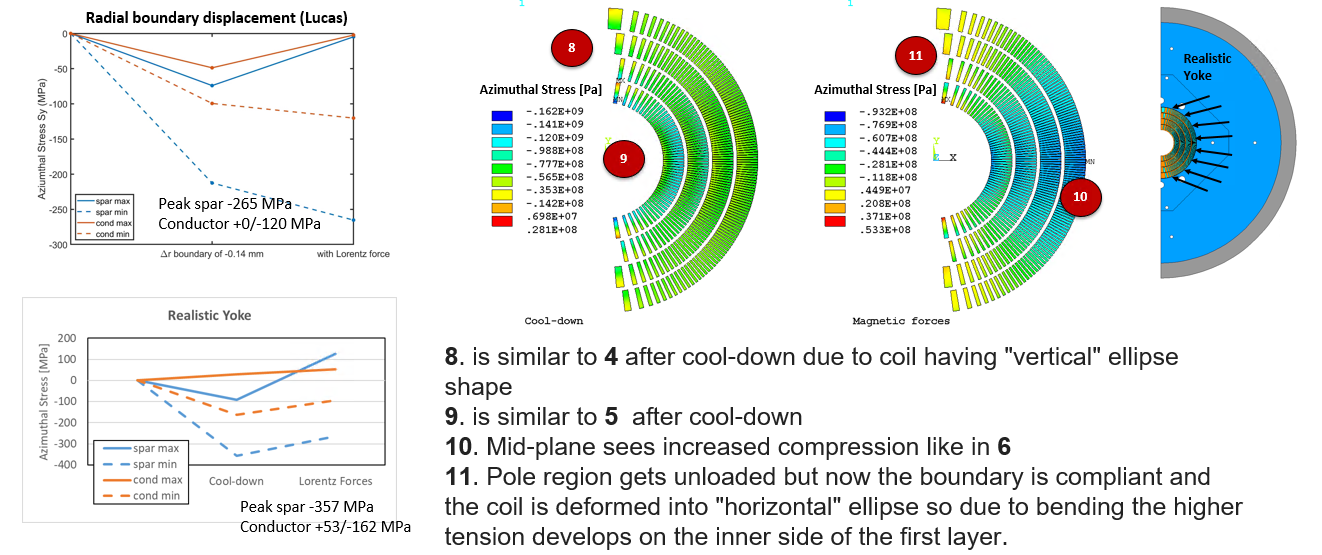 Radial boundary displacement (Lucas)
Aziumthal Stress Sy (MPa)
0
-50
-100
-150
-200
-250
-300
spar max
spar min
cond max
cond min
Peak spar -265 MPa
Conductor +0/-120 MPa
Δr boundary of -0.14 mm
with Lorentz force
Realistic Yoke
Azimuthal Stress [MPa]
200
100
0
-100
-200
-300
-400
spar max
spar min
cond max
cond min
Cool-down
Lorentz Forces
Peak spar -357 MPa
Conductor +53/-162 MPa
1
8
Azimuthal Stress [Pa]
-.162E+09
-.141E+09
-.120E+09
-.988E+08
-.777E+08
-.565E+08
-.353E+08
-.142E+08
.698E+07
.281E+08
MX
MN
Y
9
Cool-down
1
11
Azimuthal Stress [Pa]
-.932E+08
-.769E+08
-.607E+08
-.444E+08
-.281E+08
-.118E+08
.449E+07
.208E+08
.371E+08
.533E+08
MX
Y
Z
X
MN
10
Magnetic forces
Realistic
Yoke
8. is similar to 4 after cool-down due to coil having "vertical" ellipse
shape
9. is similar to 5 after cool-down
10. Mid-plane sees increased compression like in 6
11. Pole region gets unloaded but now the boundary is compliant and
the coil is deformed into "horizontal" ellipse so due to bending the higher
tension develops on the inner side of the first layer.